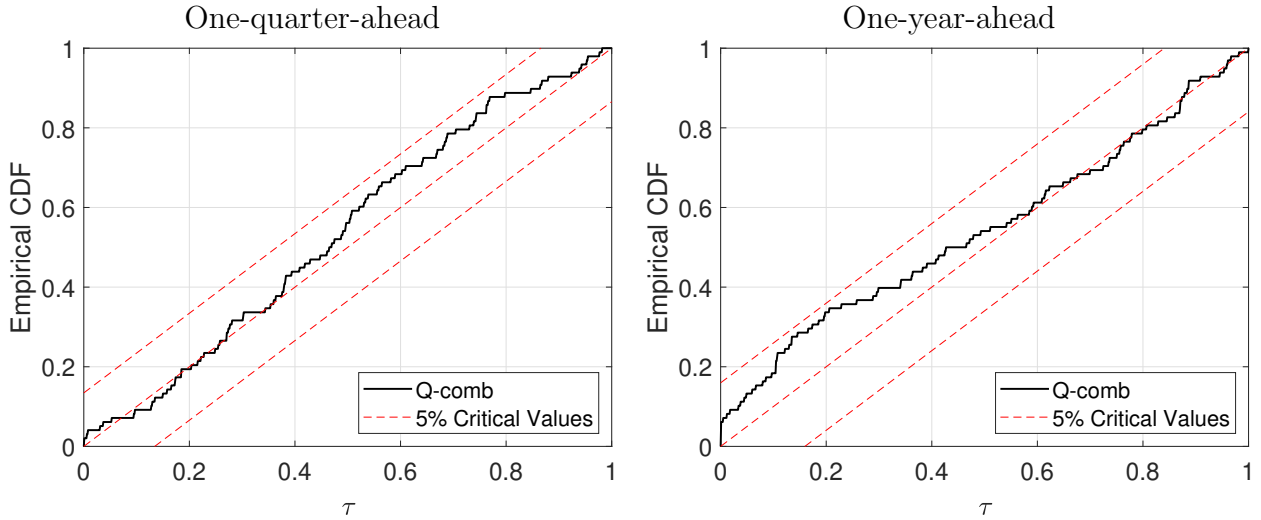 One-quarter-ahead
1
0.8
0.6
0.4
0.2
0
Empirical CDF
Q-comb
5% Critical Values
0 0.2 0.4 0.6 0.8 1
τ
One-year-ahead
1
0.8
0.6
0.4
0.2
0
Empirical CDF
Q-comb
5% Critical Values
0 0.2 0.4 0.6 0.8 1
τ